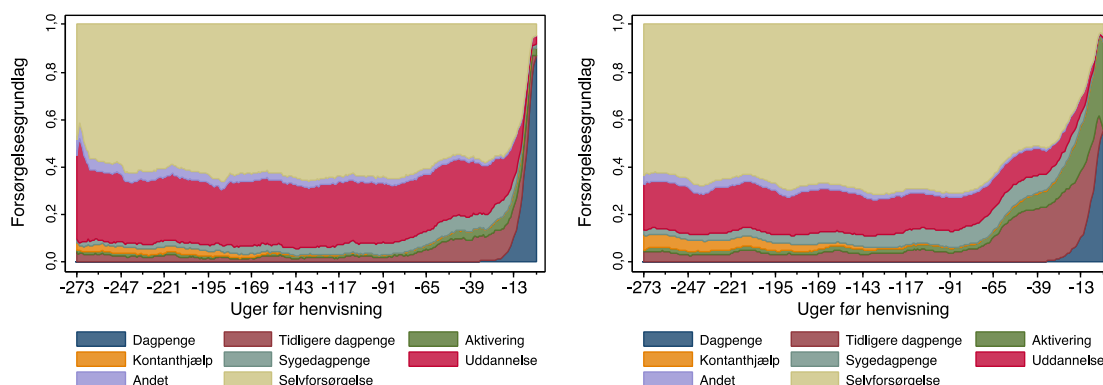 Forsørgelsesgrundlag
1,0
0,8
0,6
0,4
0,2
0,0
-273 -247 -221 -195 -169 -143 -117 -91 -65 -39 -13
Uger før henvisning
Dagpenge Tidligere dagpenge Aktivering
Kontanthjælp Sygedagpenge Uddannelse
Andet Selvforsørgelse
Forsørgelsesgrundlag
1,0
0,8
0,6
0,4
0,2
0,0
-273 -247 -221 -195 -169 -143 -117 -91 -65 -39 -13
Uger før henvisning
Dagpenge Tidligere dagpenge Aktivering
Kontanthjælp Sygedagpenge Uddannelse
Andet Selvforsørgelse